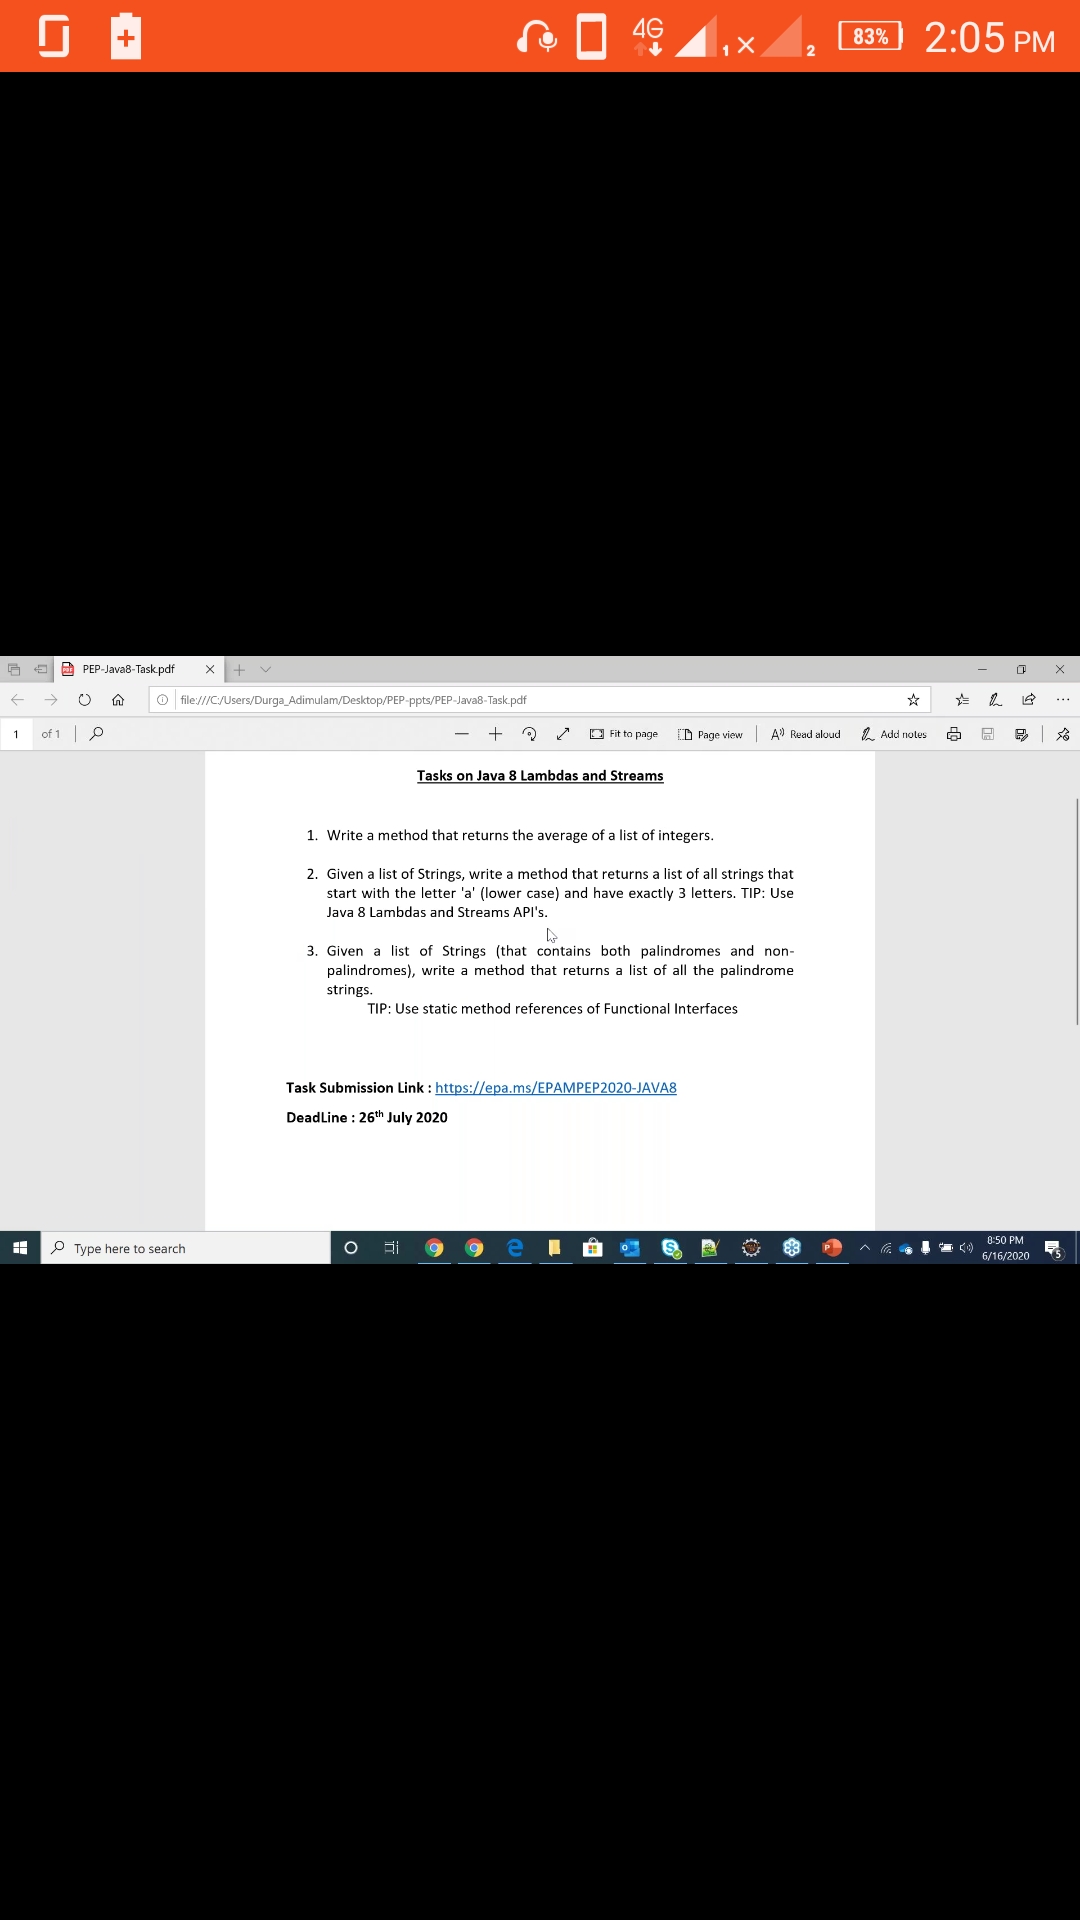 4G 1 2 83% 2:05 PM
PEP-Java8-Task.pdf
file:///C:/Users/Durga_Adimulam/Desktop/PEP-ppts/PEP-Java8-Task.pdf
1 of 1 Fit to page Page view Read aloud Add notes
Tasks on Java 8 Lambdas and Streams
1. Write a method that returns the average of a list of integers.
2. Given a list of Strings, write a method that returns a list of all strings that
start with the letter 'a' (lower case) and have exactly 3 letters. TIP: Use
Java 8 Lambdas and Streams API's.
3. Given a list of Strings (that contains both palindromes and non-
palindromes), write a method that returns a list of all the palindrome
strings.
TIP: Use static method references of Functional Interfaces
Task Submission Link : https://epa.ms/EPAMPEP2020-JAVA8
DeadLine : 26th July 2020
Type here to search
8:50 PM
6/16/2020
5